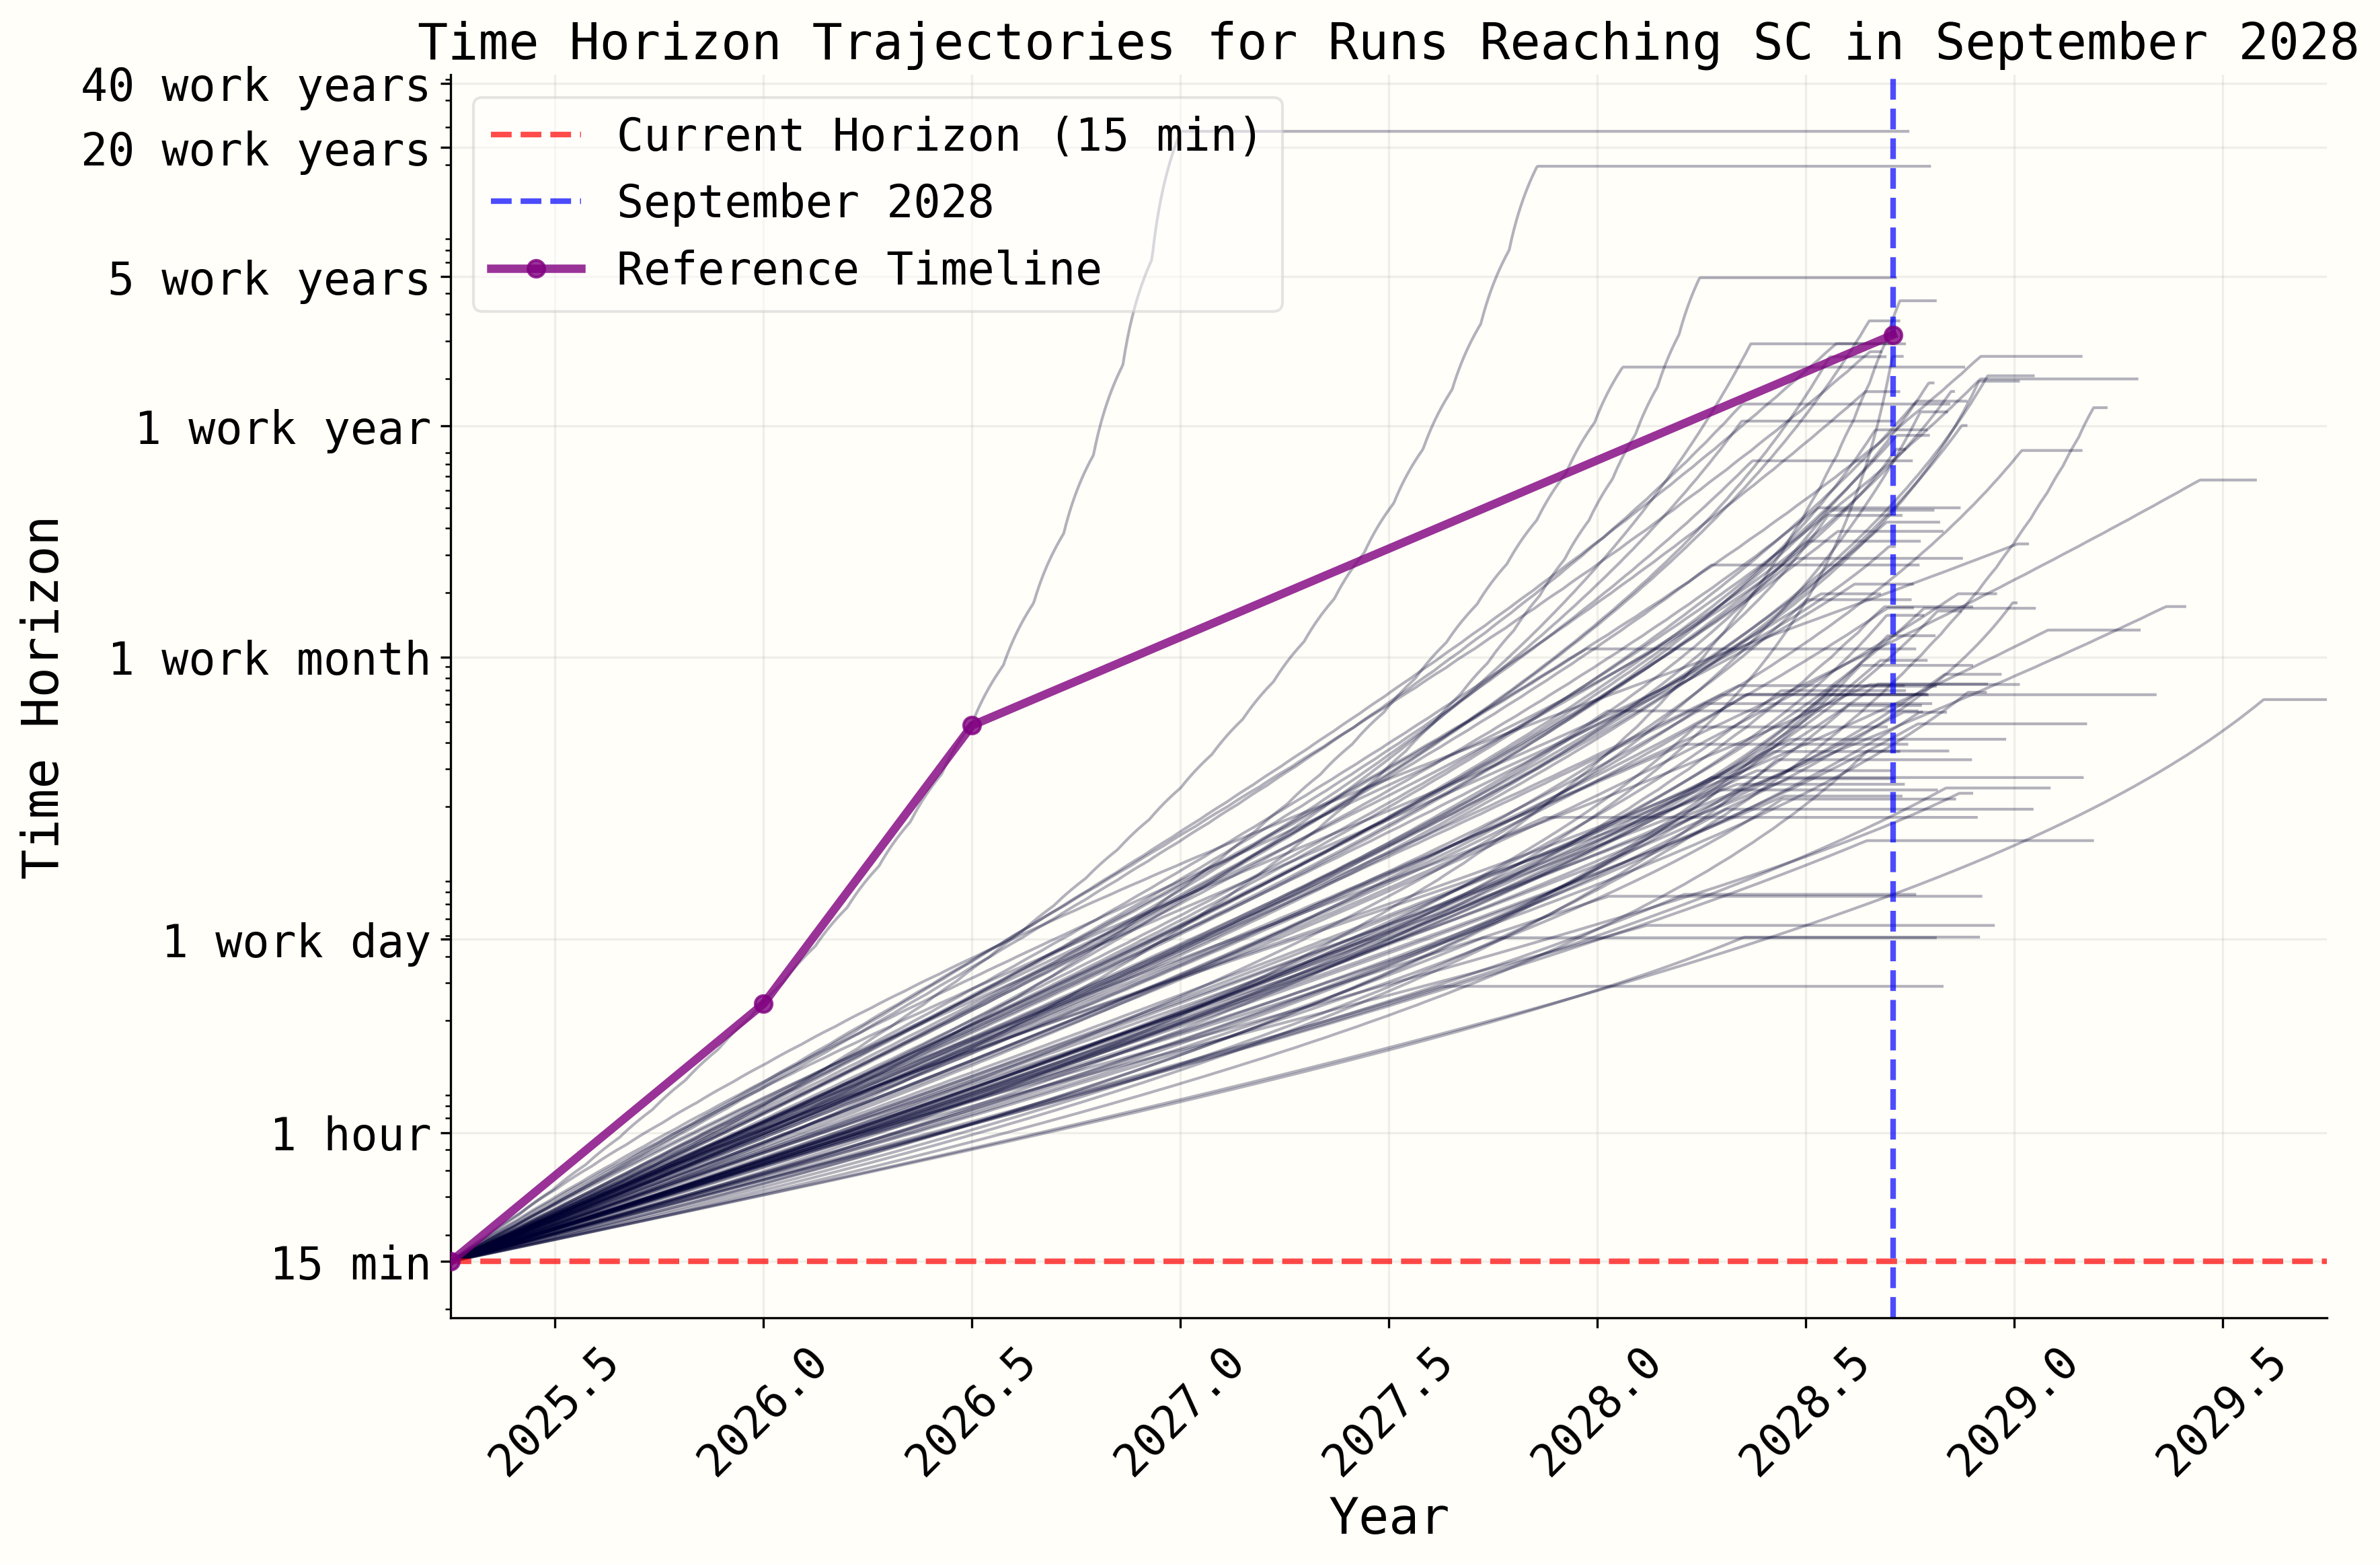 Time Horizon Trajectories for Runs Reaching SC in September 2028
40 work years
20 work years
5 work years
1 work year
1 work month
1 work day
1 hour
15 min
Time Horizon
Current Horizon (15 min)
September 2028
Reference Timeline
2025.5
2026.0
2026.5
2027.0
2027.5
2028.0
2028.5
2029.0
2029.5
Year